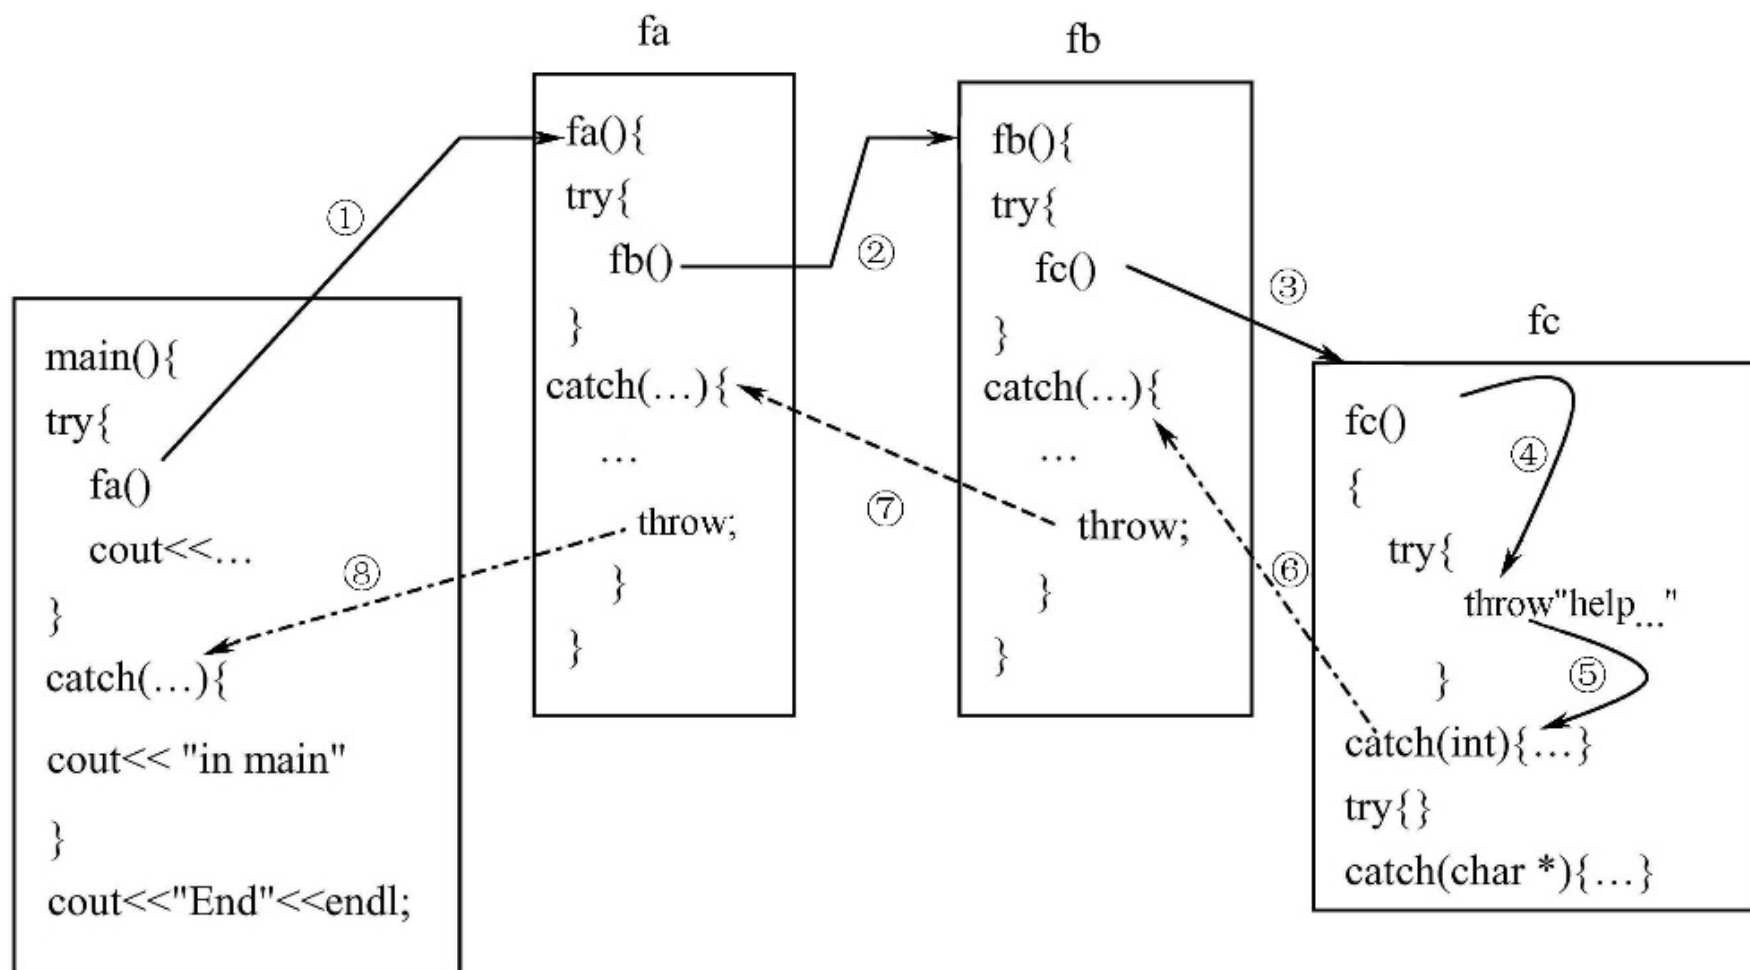 fa
fa(){
try{
fb()
}
catch(…){
…
throw;
}
}
fb
fb(){
try{
fc()
}
catch(…){
…
throw;
}
}
fc
fc()
{
try{
throw"help..."
}
catch(int){…}
try{}
catch(char *){…}
main(){
try{
fa()
cout<<…
}
catch(…){
cout<< "in main"
}
cout<<"End"<<endl;
①
②
③
④
⑤
⑥
⑦
⑧